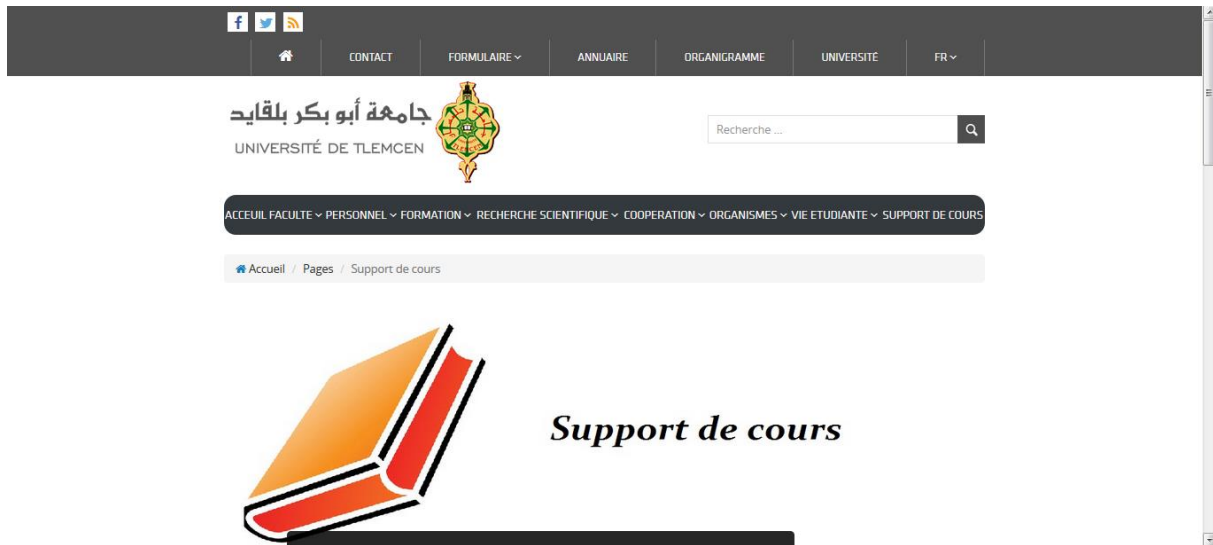 CONTACT FORMULAIRE ANNUAIRE ORGANIGRAMME UNIVERSITÉ FR
جامعة أبو بكر بلقايد
UNIVERSITÉ DE TLEMCEN
Recherche ...
ACCEUIL FACULTE PERSONNEL FORMATION RECHERCHE SCIENTIFIQUE COOPERATION ORGANISMES VIE ETUDIANTE SUPPORT DE COURS
Accueil / Pages / Support de cours
Support de cours